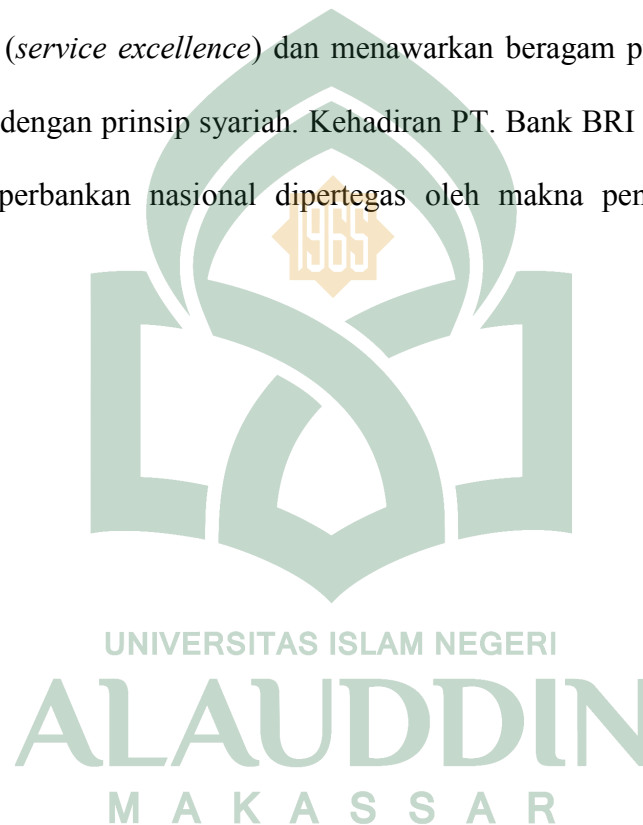 (service excellence) dan menawarkan beragam p
dengan prinsip syariah. Kehadiran PT. Bank BRI
perbankan nasional dipertegas oleh makna pen
1965
UNIVERSITAS ISLAM NEGERI
ALAUDDIN
MAKASSAR